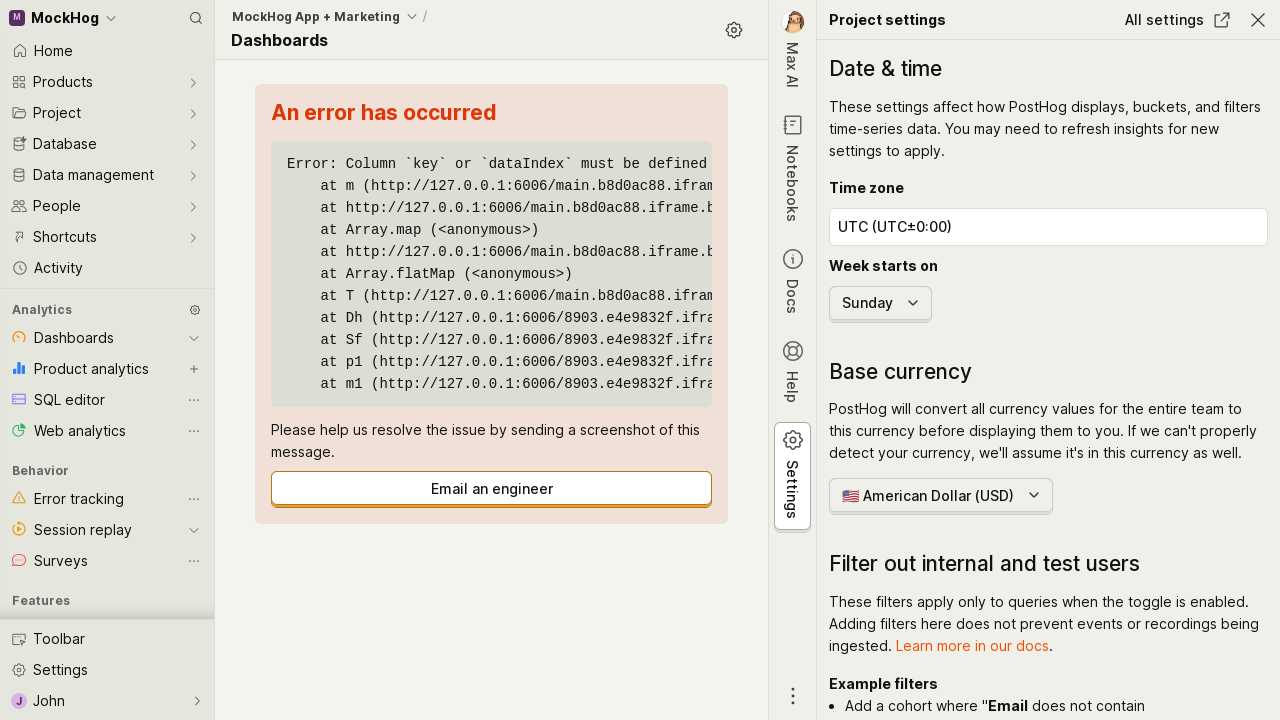 M MockHog
Home
Products
Project
Database
Data management
People
Shortcuts
Activity
Analytics
Dashboards
Product analytics
SQL editor
Web analytics
Behavior
Error tracking
Session replay
Surveys
Features
Toolbar
Settings
J John
MockHog App + Marketing /
Dashboards
An error has occurred
Error: Column `key` or `dataIndex` must be defined
at m (http://127.0.0.1:6006/main.b8d0ac88.ifram
at http://127.0.0.1:6006/main.b8d0ac88.iframe.b
at Array.map (<anonymous>)
at http://127.0.0.1:6006/main.b8d0ac88.iframe.b
at Array.flatMap (<anonymous>)
at T (http://127.0.0.1:6006/main.b8d0ac88.ifram
at Dh (http://127.0.0.1:6006/8903.e4e9832f.ifra
at Sf (http://127.0.0.1:6006/8903.e4e9832f.ifra
at p1 (http://127.0.0.1:6006/8903.e4e9832f.ifra
at m1 (http://127.0.0.1:6006/8903.e4e9832f.ifra
Please help us resolve the issue by sending a screenshot of this
message.
Email an engineer
Max AI
Notebooks
Docs
Help
Settings
Project settings
All settings
Date & time
These settings affect how PostHog displays, buckets, and filters
time-series data. You may need to refresh insights for new
settings to apply.
Time zone
UTC (UTC±0:00)
Week starts on
Sunday
Base currency
PostHog will convert all currency values for the entire team to
this currency before displaying them to you. If we can't properly
detect your currency, we'll assume it's in this currency as well.
🇺🇸 American Dollar (USD)
Filter out internal and test users
These filters apply only to queries when the toggle is enabled.
Adding filters here does not prevent events or recordings being
ingested. Learn more in our docs.
Example filters
• Add a cohort where "Email does not contain